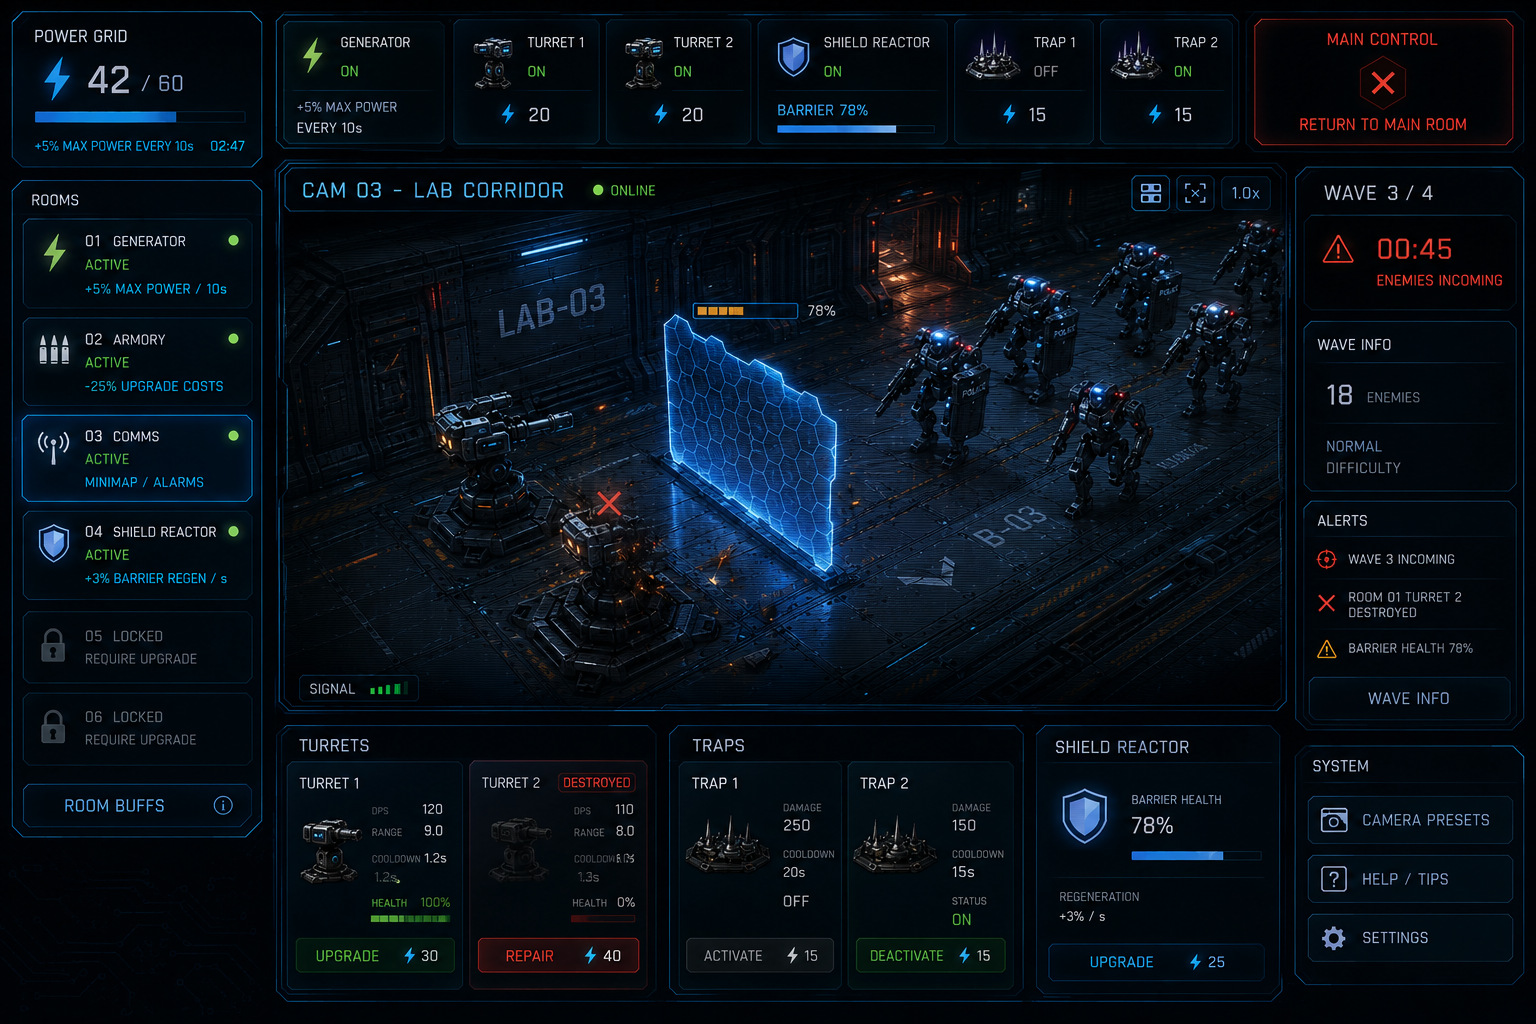 POWER GRID
42 / 60
+5% MAX POWER EVERY 10s 02:47
GENERATOR
ON
+5% MAX POWER
EVERY 10s
TURRET 1
ON
20
TURRET 2
ON
20
SHIELD REACTOR
ON
BARRIER 78%
TRAP 1
OFF
15
TRAP 2
ON
15
MAIN CONTROL
RETURN TO MAIN ROOM
ROOMS
01 GENERATOR
ACTIVE
+5% MAX POWER / 10s
02 ARMORY
ACTIVE
-25% UPGRADE COSTS
03 COMMS
ACTIVE
MINIMAP / ALARMS
04 SHIELD REACTOR
ACTIVE
+3% BARRIER REGEN / s
05 LOCKED
REQUIRE UPGRADE
06 LOCKED
REQUIRE UPGRADE
ROOM BUFFS
CAM 03 - LAB CORRIDOR
ONLINE
1.0x
LAB-03
78%
POLICE
POLICE
POLICE
B-03
SIGNAL
WAVE 3 / 4
00:45
ENEMIES INCOMING
WAVE INFO
18 ENEMIES
NORMAL
DIFFICULTY
ALERTS
WAVE 3 INCOMING
ROOM 01 TURRET 2
DESTROYED
BARRIER HEALTH 78%
WAVE INFO
TURRETS
TURRET 1
DPS 120
RANGE 9.0
COOLDOWN 1.2s
1.2s
HEALTH 100%
UPGRADE 30
TURRET 2 DESTROYED
DPS 110
RANGE 8.0
1.3s
HEALTH 0%
REPAIR 40
TRAPS
TRAP 1
DAMAGE
250
COOLDOWN
20s
OFF
ACTIVATE 15
TRAP 2
DAMAGE
150
COOLDOWN
15s
STATUS
ON
DEACTIVATE 15
SHIELD REACTOR
BARRIER HEALTH
78%
REGENERATION
+3% / s
UPGRADE 25
SYSTEM
CAMERA PRESETS
HELP / TIPS
SETTINGS